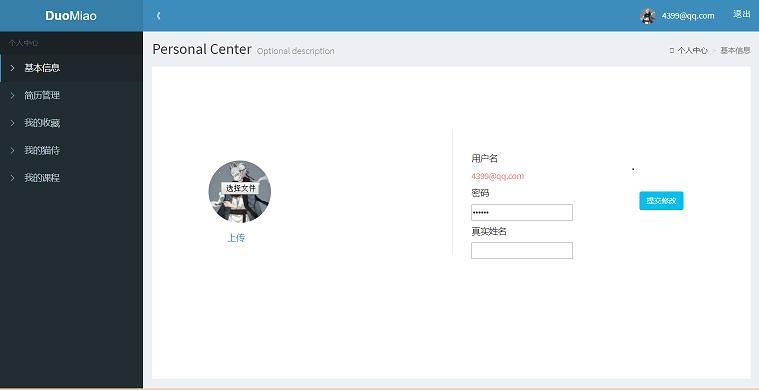 DuoMiao
4399@qq.com
退出
个人中心
基本信息
简历管理
我的收藏
我的猫侍
我的课程
Personal Center Optional description
个人中心 > 基本信息
选择文件
上传
用户名
4399@qq.com
密码
••••••
真实姓名
提交修改